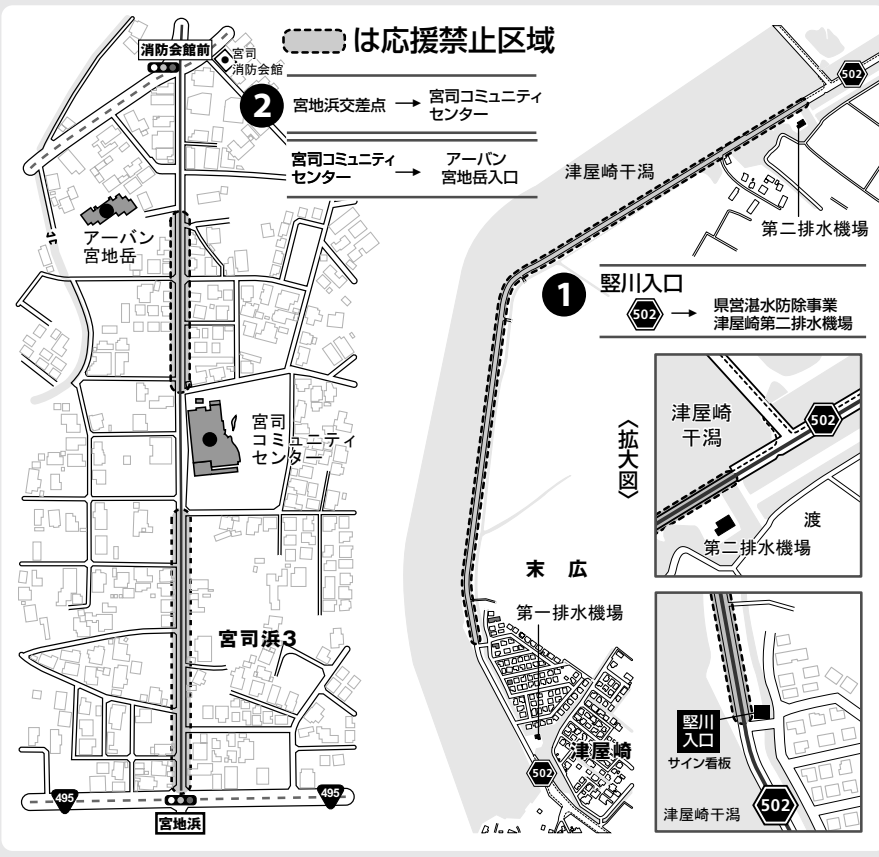 は応援禁止区域
消防会館前
宮司
消防会館
2
宮地浜交差点 → 宮司コミュニティ
センター
宮司コミュニティ
センター → アーバン
宮地岳入口
アーバン
宮地岳
宮司
コミュニティ
センター
宮司浜3
495
495
宮地浜
502
津屋崎干潟
第二排水機場
1
竪川入口
502 → 県営湛水防除事業
津屋崎第二排水機場
末広
第一排水機場
津屋崎
502
〈拡大図〉
津屋崎
干潟
502
渡
第二排水機場
竪川
入口
サイン看板
津屋崎干潟
502